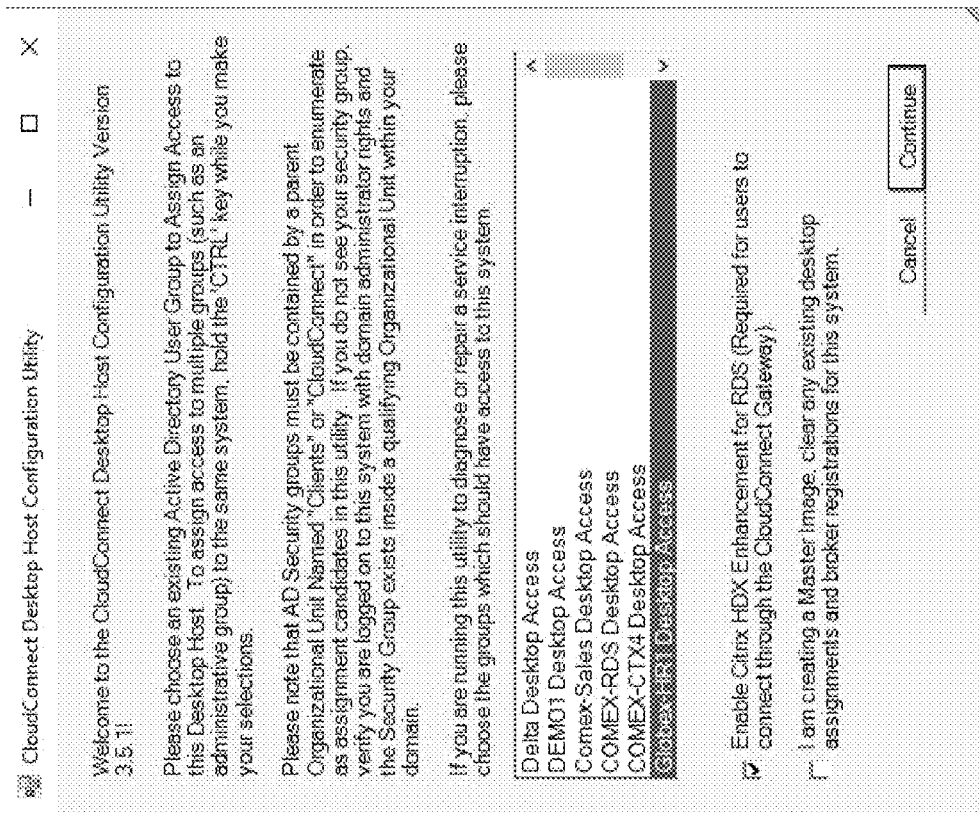 CloudConnect Desktop Host Configuration Utility
Welcome to the CloudConnect Desktop Host Configuration Utility Version
3.5.1!
Please choose an existing Active Directory User Group to Assign Access to
this Desktop Host. To assign access to multiple groups (such as an
administrative group) to the same system, hold the 'CTRL' key while you make
your selections.
Please note that AD Security groups must be contained by a parent
Organizational Unit Named "Clients" or "CloudConnect" in order to enumerate
as assignment candidates in this utility. If you do not see your security group,
verify you are logged on to this system with domain administrator rights and
the Security Group exists inside a qualifying Organizational Unit within your
domain.
If you are running this utility to diagnose or repair a service interruption, please
choose the groups which should have access to this system.
Delta Desktop Access
DEMO1 Desktop Access
Comex-Sales Desktop Access
COMEX-RDS Desktop Access
COMEX-CTX4 Desktop Access
Desktop Access
Enable Citrix HDX Enhancement for RDS (Required for users to
connect through the CloudConnect Gateway).
I am creating a Master Image, clear any existing desktop
assignments and broker registrations for this system.
Cancel
Continue